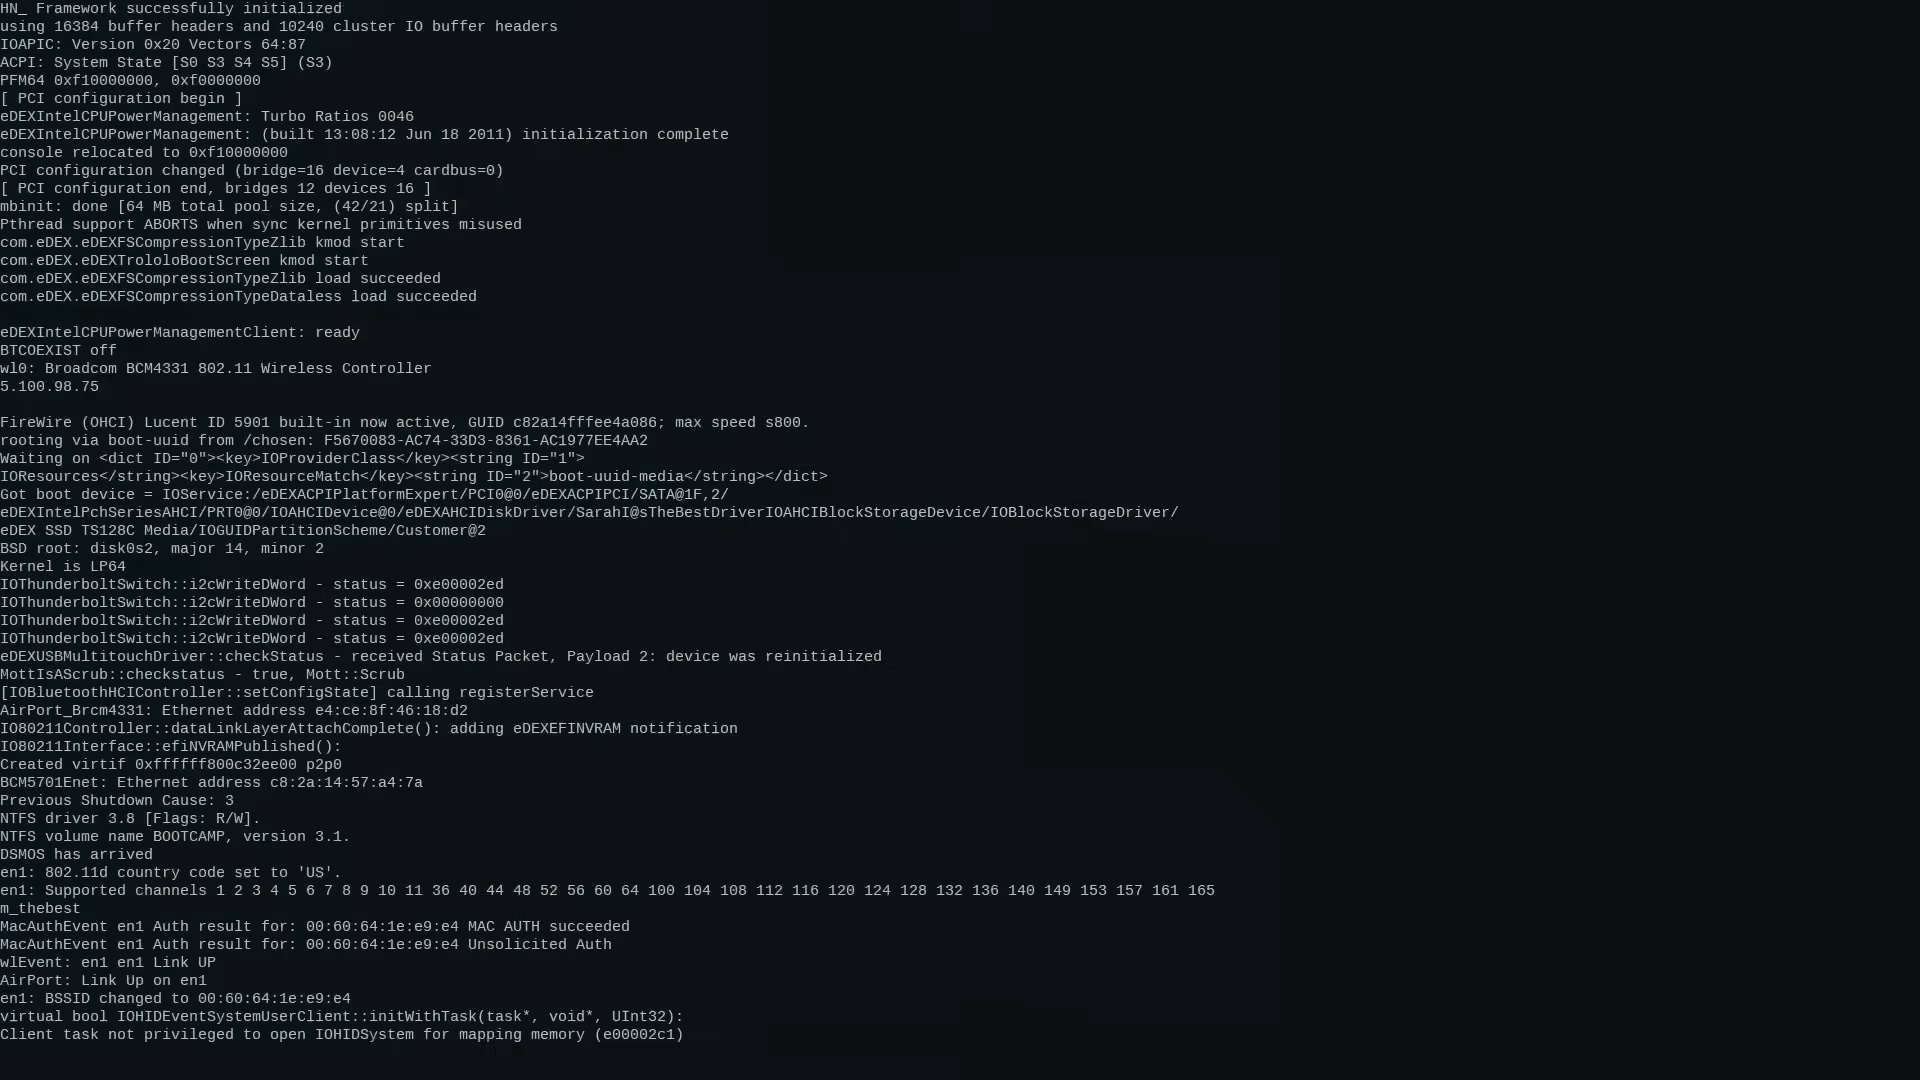 HN_ Framework successfully initialized
using 16384 buffer headers and 10240 cluster IO buffer headers
IOAPIC: Version 0x20 Vectors 64:87
ACPI: System State [S0 S3 S4 S5] (S3)
PFM64 0xf10000000, 0xf0000000
[ PCI configuration begin ]
eDEXIntelCPUPowerManagement: Turbo Ratios 0046
eDEXIntelCPUPowerManagement: (built 13:08:12 Jun 18 2011) initialization complete
console relocated to 0xf10000000
PCI configuration changed (bridge=16 device=4 cardbus=0)
[ PCI configuration end, bridges 12 devices 16 ]
mbinit: done [64 MB total pool size, (42/21) split]
Pthread support ABORTS when sync kernel primitives misused
com.eDEX.eDEXFSCompressionTypeZlib kmod start
com.eDEX.eDEXTrololoBootScreen kmod start
com.eDEX.eDEXFSCompressionTypeZlib load succeeded
com.eDEX.eDEXFSCompressionTypeDataless load succeeded
eDEXIntelCPUPowerManagementClient: ready
BTCOEXIST off
wl0: Broadcom BCM4331 802.11 Wireless Controller
5.100.98.75
FireWire (OHCI) Lucent ID 5901 built-in now active, GUID c82a14fffee4a086; max speed s800.
rooting via boot-uuid from /chosen: F5670083-AC74-33D3-8361-AC1977EE4AA2
Waiting on <dict ID="0"><key>IOProviderClass</key><string ID="1">
IOResources</string><key>IOResourceMatch</key><string ID="2">boot-uuid-media</string></dict>
Got boot device = IOService:/eDEXACPIPlatformExpert/PCI0@0/eDEXACPIPCI/SATA@1F,2/
eDEXIntelPchSeriesAHCI/PRT0@0/IOAHCIDevice@0/eDEXAHCIDiskDriver/SarahI@sTheBestDriverIOAHCIBlockStorageDevice/IOBlockStorageDriver/
eDEX SSD TS128C Media/IOGUIDPartitionScheme/Customer@2
BSD root: disk0s2, major 14, minor 2
Kernel is LP64
IOThunderboltSwitch::i2cWriteDWord - status = 0xe00002ed
IOThunderboltSwitch::i2cWriteDWord - status = 0x00000000
IOThunderboltSwitch::i2cWriteDWord - status = 0xe00002ed
IOThunderboltSwitch::i2cWriteDWord - status = 0xe00002ed
eDEXUSBMultitouchDriver::checkStatus - received Status Packet, Payload 2: device was reinitialized
MottIsAScrub::checkstatus - true, Mott::Scrub
[IOBluetoothHCIController::setConfigState] calling registerService
AirPort_Brcm4331: Ethernet address e4:ce:8f:46:18:d2
IO80211Controller::dataLinkLayerAttachComplete(): adding eDEXEFINVRAM notification
IO80211Interface::efiNVRAMPublished():
Created virtif 0xffffff800c32ee00 p2p0
BCM5701Enet: Ethernet address c8:2a:14:57:a4:7a
Previous Shutdown Cause: 3
NTFS driver 3.8 [Flags: R/W].
NTFS volume name BOOTCAMP, version 3.1.
DSMOS has arrived
en1: 802.11d country code set to 'US'.
en1: Supported channels 1 2 3 4 5 6 7 8 9 10 11 36 40 44 48 52 56 60 64 100 104 108 112 116 120 124 128 132 136 140 149 153 157 161 165
m_thebest
MacAuthEvent en1 Auth result for: 00:60:64:1e:e9:e4 MAC AUTH succeeded
MacAuthEvent en1 Auth result for: 00:60:64:1e:e9:e4 Unsolicited Auth
wlEvent: en1 en1 Link UP
AirPort: Link Up on en1
en1: BSSID changed to 00:60:64:1e:e9:e4
virtual bool IOHIDEventSystemUserClient::initWithTask(task*, void*, UInt32):
Client task not privileged to open IOHIDSystem for mapping memory (e00002c1)